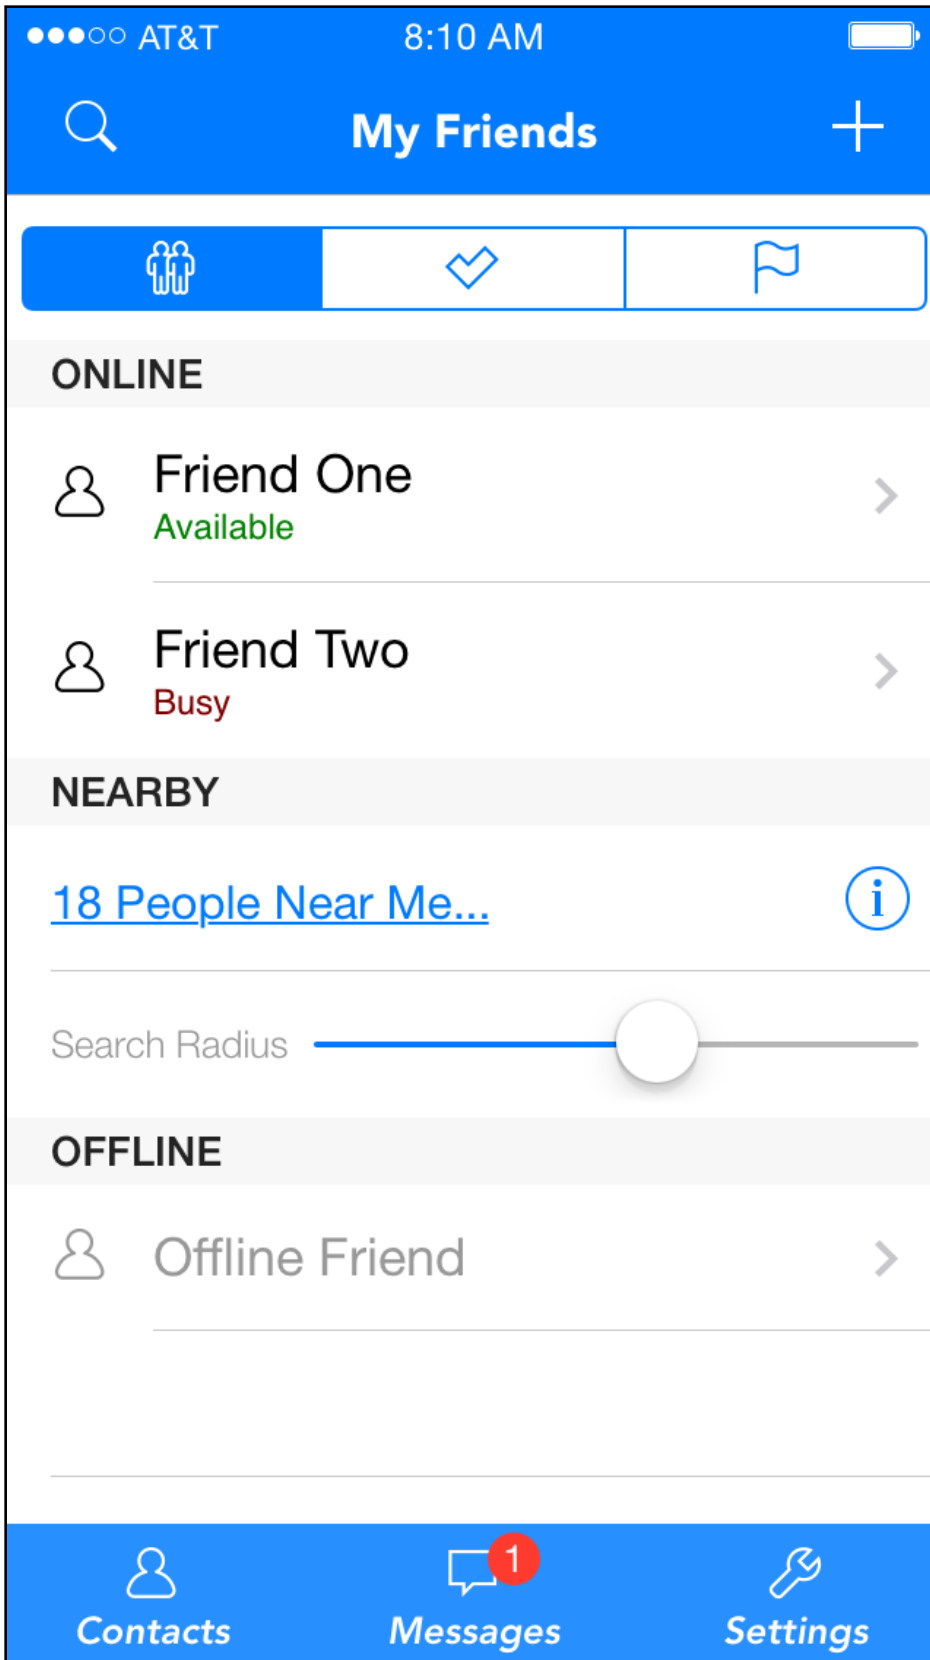 AT&T 8:10 AM
My Friends
ONLINE
Friend One
Available
Friend Two
Busy
NEARBY
18 People Near Me...
i
Search Radius
OFFLINE
Offline Friend
1
Contacts Messages Settings